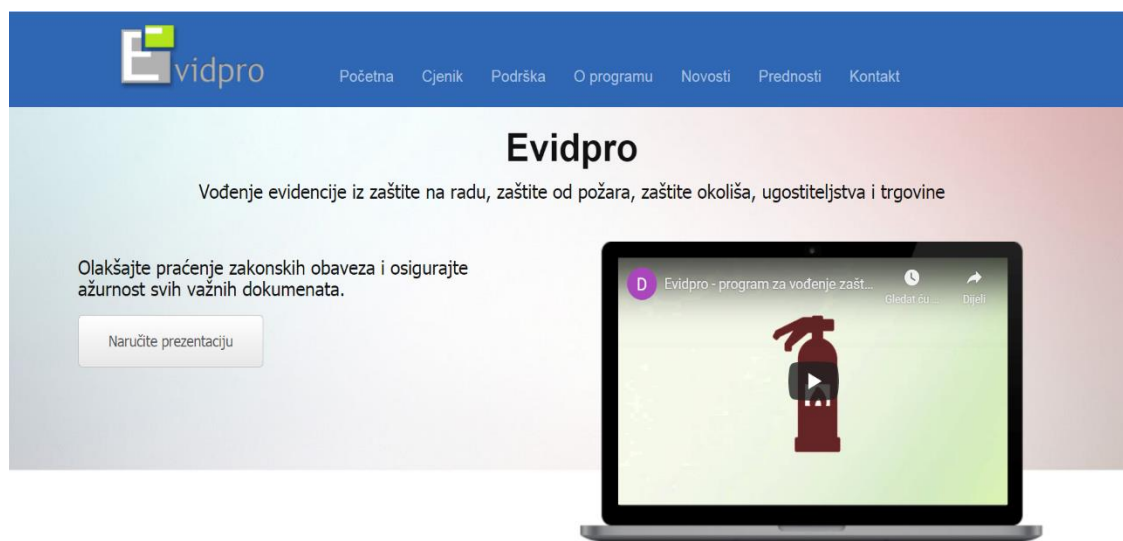 Evidpro
Početna Cjenik Podrška O programu Novosti Prednosti Kontakt
Evidpro
Vođenje evidencije iz zaštite na radu, zaštite od požara, zaštite okoliša, ugostiteljstva i trgovine
Olakšajte praćenje zakonskih obaveza i osigurajte
ažurnost svih važnih dokumenata.
Naručite prezentaciju
D Evidpro - program za vođenje zašt...
Gledat ću ... Dijeli